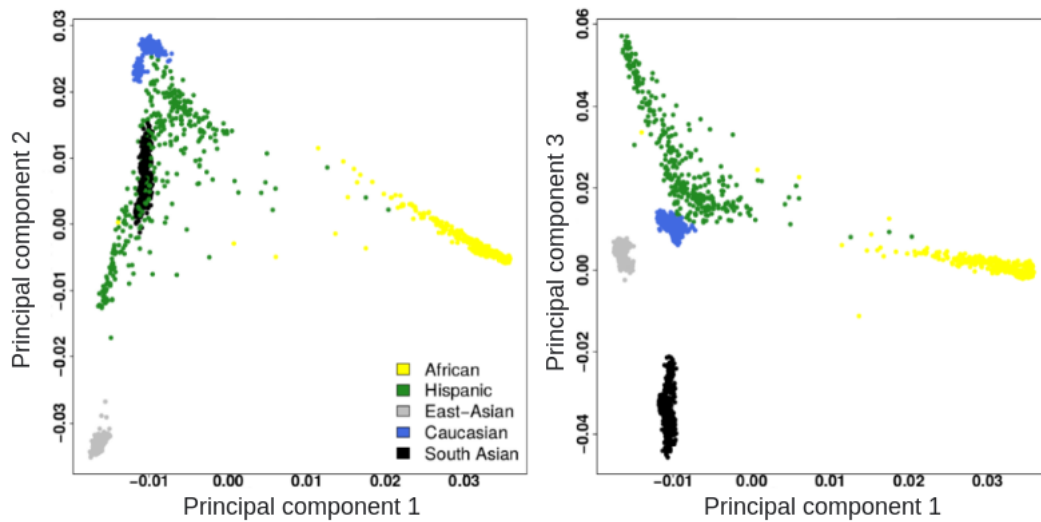 0.03
0.02
0.01
0.00
-0.01
-0.02
-0.03
Principal component 2
African
Hispanic
East-Asian
Caucasian
South Asian
-0.01 0.00 0.01 0.02 0.03
Principal component 1
0.06
0.04
0.02
0.00
-0.02
-0.04
Principal component 3
-0.01 0.00 0.01 0.02 0.03
Principal component 1